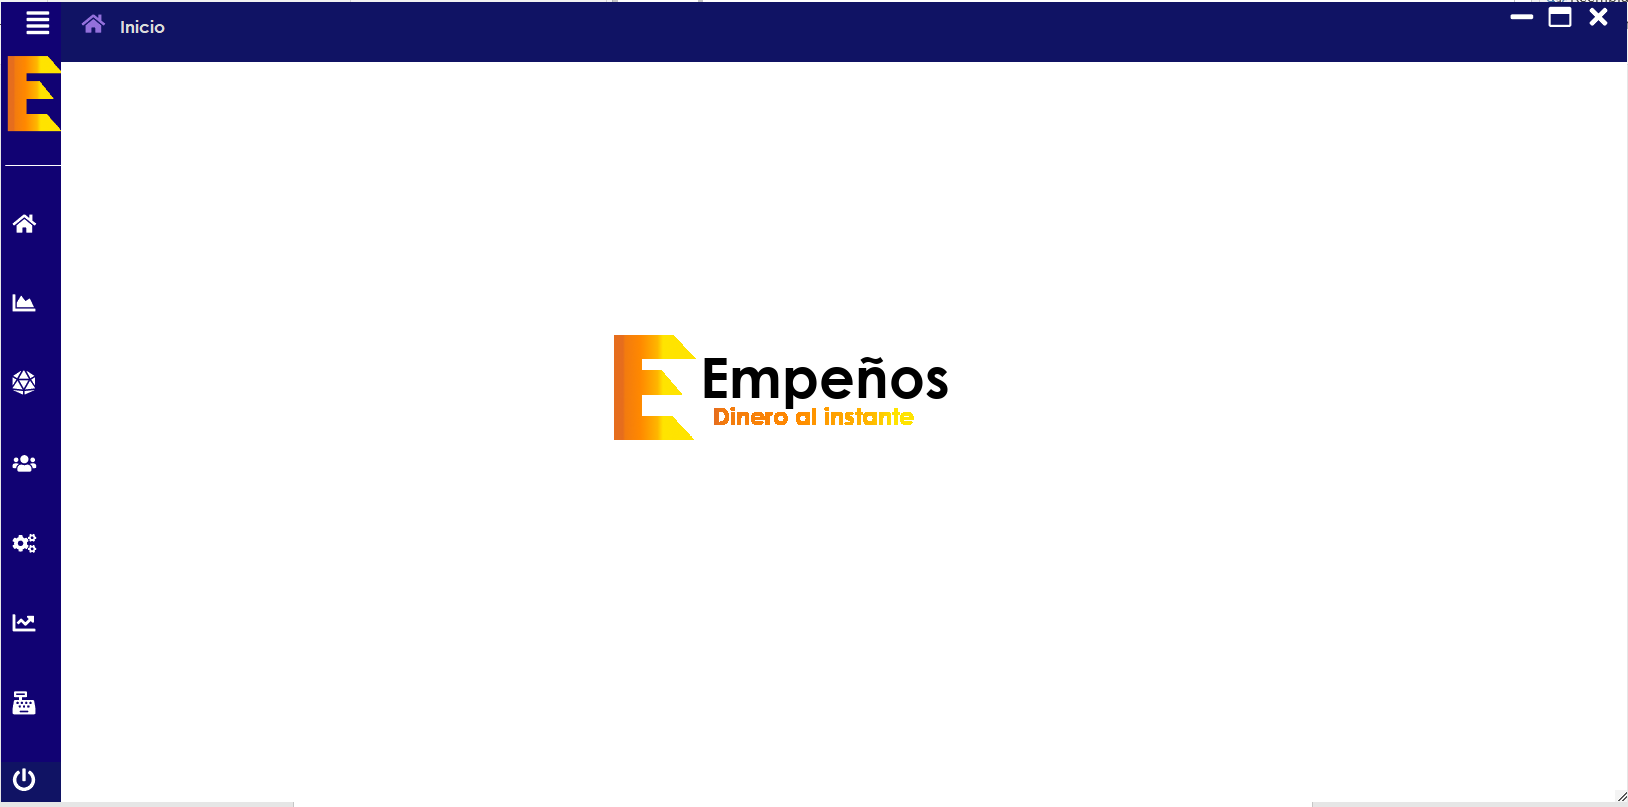 Inicio
Empeños
Dinero al instante